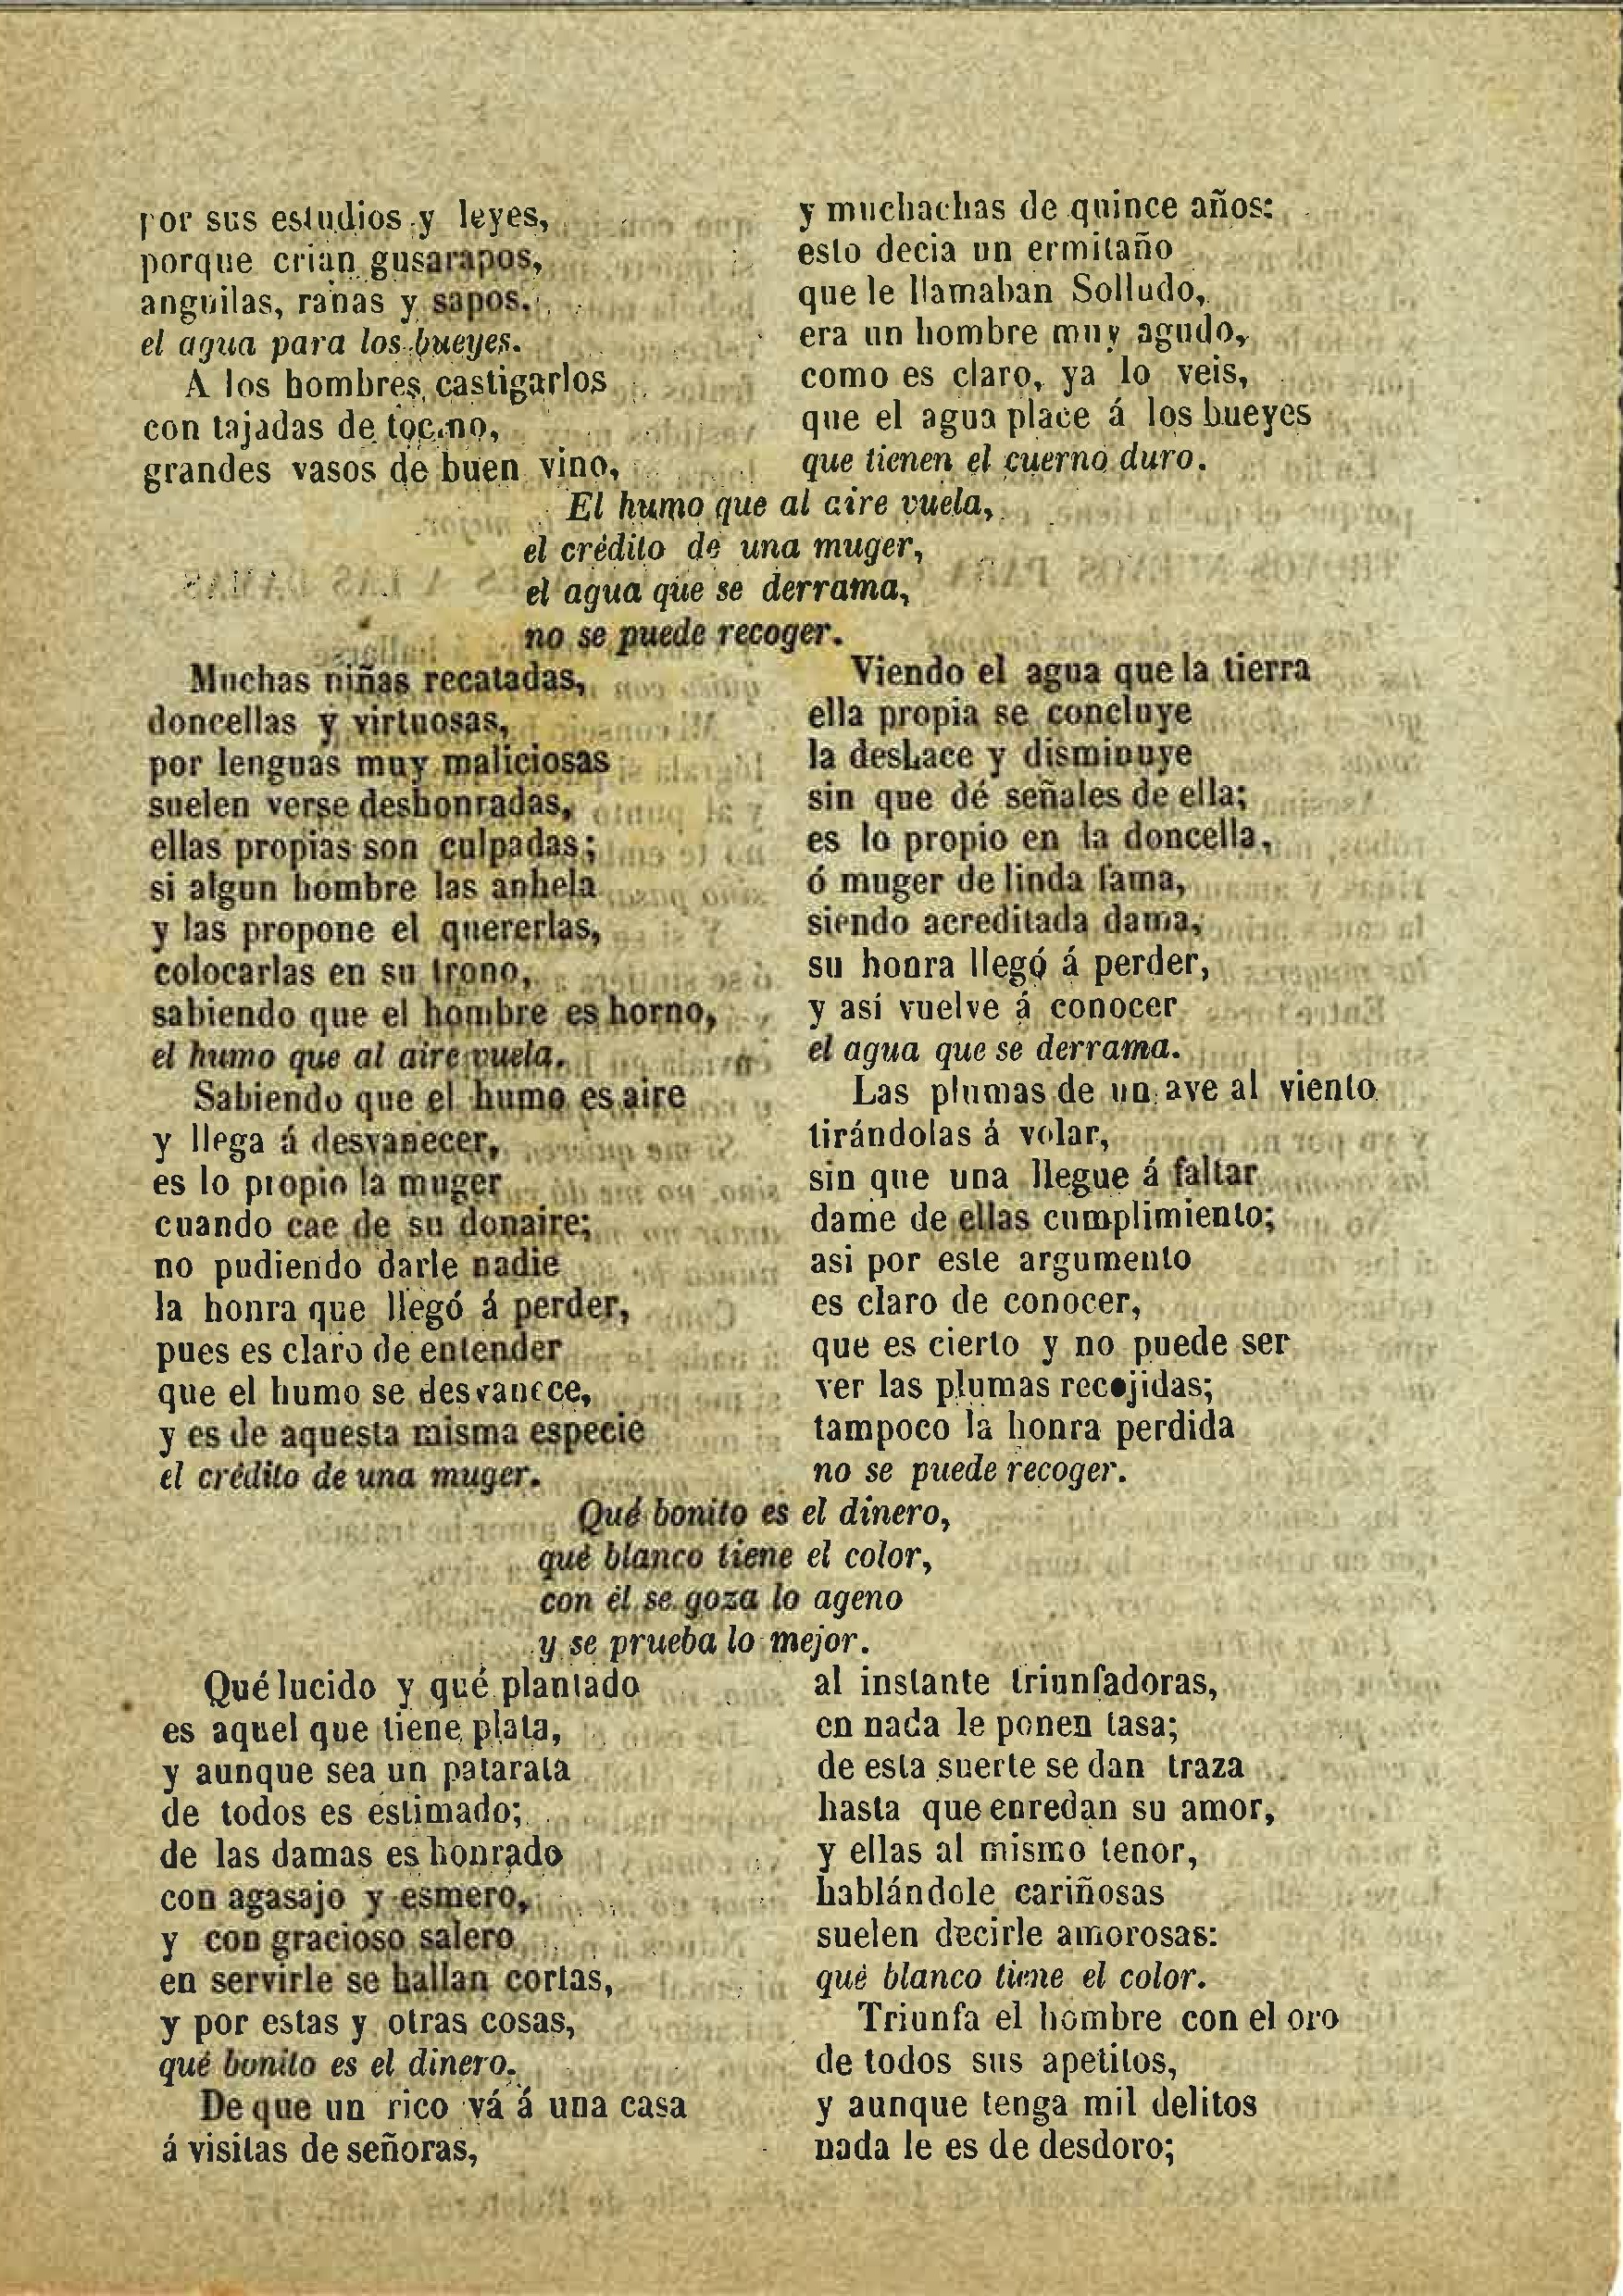 por sus estudios y leyes,
porque crian gusarapos,
anguilas, ranas y sapos.
el agua para los bueyes.
A los hombres castigarlos
con tajadas de tocino,
grandes vasos de buen vino,
y muchachas de quince años:
esto decia un ermitaño
que le llamaban Solludo,
era un hombre muy agudo,
como es claro, ya lo veis,
que el agua place á los bueyes
que tienen el cuerno duro.
El humo que al aire vuela,
el crédito de una muger,
el agua que se derrama,
no se puede recoger.
Muchas niñas recatadas,
doncellas y virtuosas,
por lenguas muy maliciosas
suelen verse deshonradas,
ellas propias son culpadas;
si algun hombre las anhela
y las propone el quererlas,
colocarlas en su trono,
sabiendo que el hombre es horno,
el humo que al aire vuela.
Sabiendo que el humo es aire
y llega á desvanecer,
es lo propio la muger
cuando cae de su donaire;
no pudiendo darle nadie
la honra que llegó á perder,
pues es claro de entender
que el humo se desvanece,
y es de aquesta misma especie
el crédito de una muger.
Viendo el agua que la tierra
ella propia se concluye
la deshace y disminuye
sin que dé señales de ella;
es lo propio en la doncella,
ó muger de linda fama,
siendo acreditada dama,
su honra llegó á perder,
y así vuelve á conocer
el agua que se derrama.
Las plumas de un ave al viento
tirándolas á volar,
sin que una llegue á faltar
dame de ellas cumplimiento;
asi por este argumento
es claro de conocer,
que es cierto y no puede ser
ver las plumas recojidas;
tampoco la honra perdida
no se puede recoger.
Qué bonito es el dinero,
qué blanco tiene el color,
con él se goza lo ageno
y se prueba lo mejor.
Qué lucido y qué plantado
es aquel que tiene plata,
y aunque sea un patarata
de todos es estimado;
de las damas es honrado
con agasajo y esmero,
y con gracioso salero
en servirle se hallan cortas,
y por estas y otras cosas,
qué bonito es el dinero.
De que un rico vá á una casa
á visitas de señoras,
al instante triunfadoras,
en nada le ponen tasa;
de esta suerte se dan traza
hasta que enredan su amor,
y ellas al mismo tenor,
hablándole cariñosas
suelen decirle amorosas:
qué blanco tiene el color.
Triunfa el hombre con el oro
de todos sus apetitos,
y aunque tenga mil delitos
nada le es de desdoro;